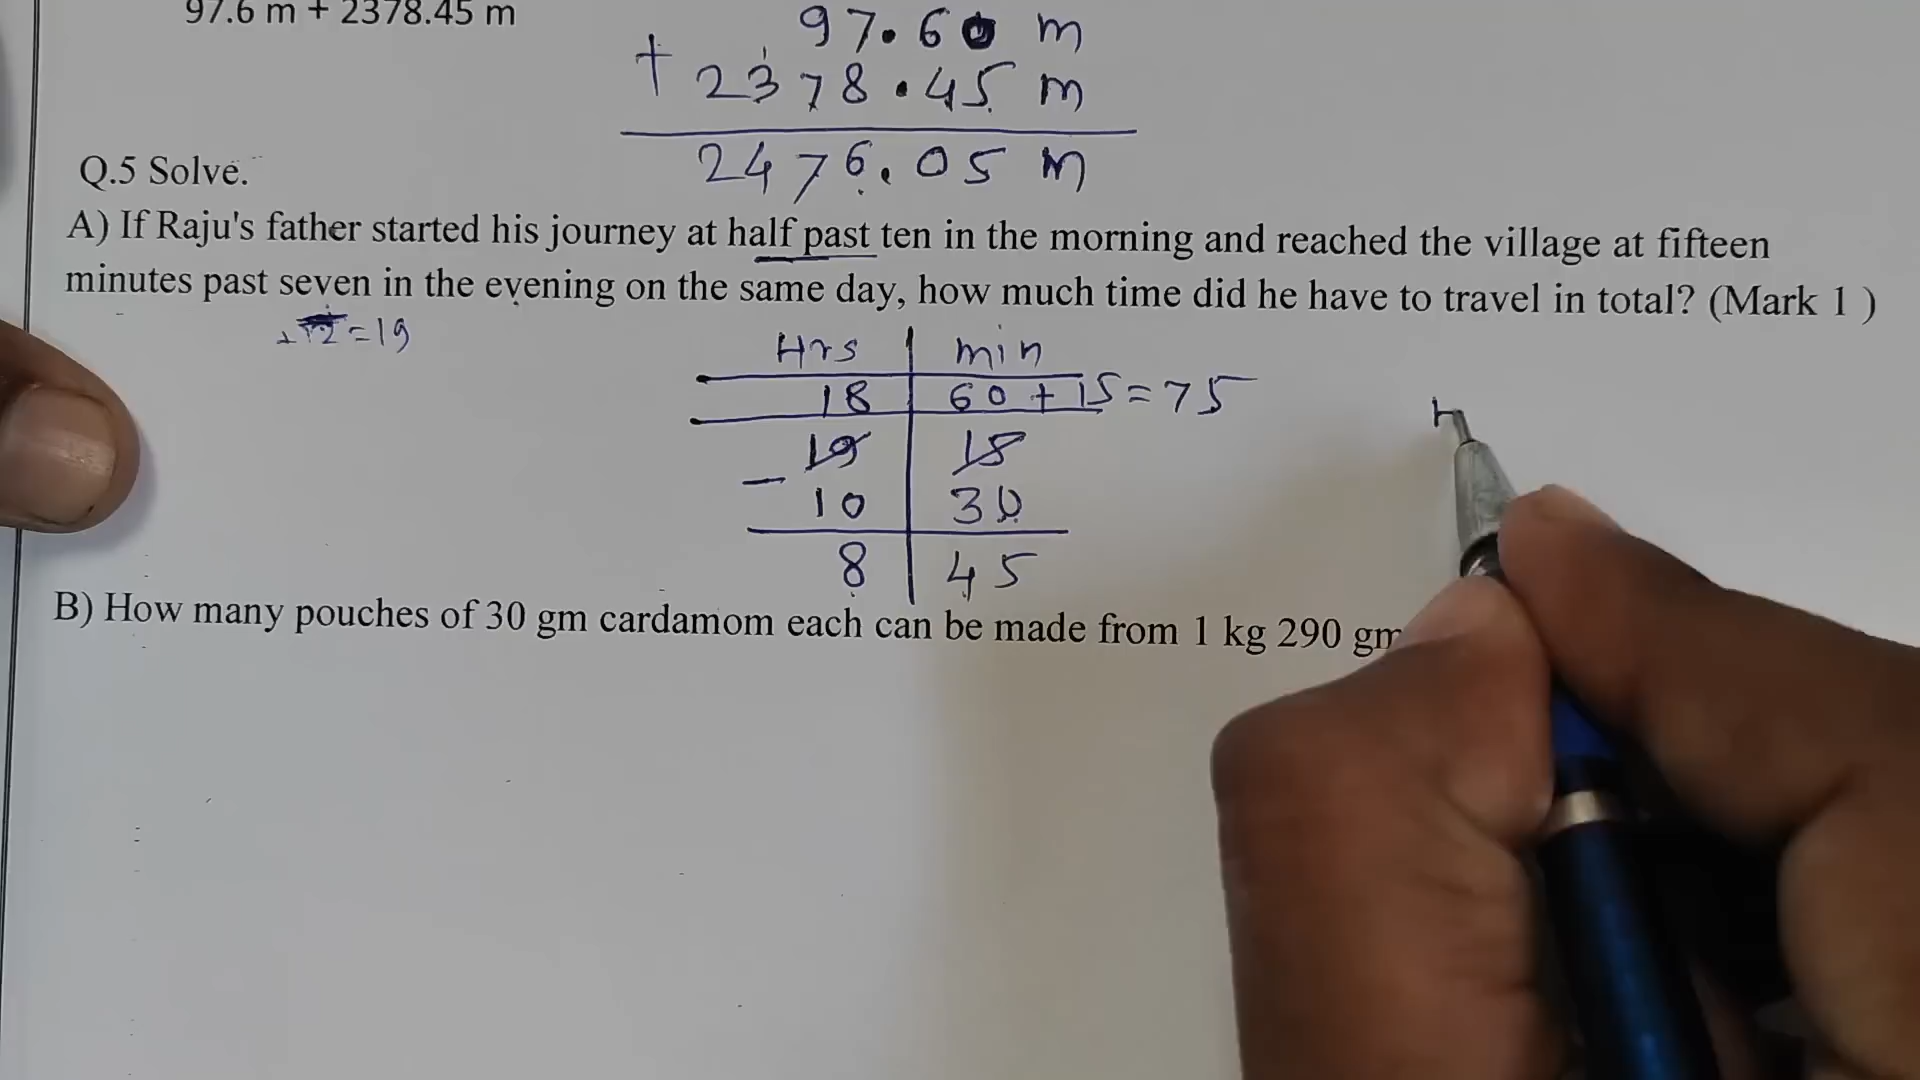 97.6 m + 2378.45 m
97.60 m
+ 2378.45 m
2476.05 m
Q.5 Solve.
A) If Raju's father started his journey at half past ten in the morning and reached the village at fifteen
minutes past seven in the evening on the same day, how much time did he have to travel in total? (Mark 1 )
+12=19
Hrs | min
18 | 60 + 15 = 75
19 | 15
- 10 | 30
8 | 45
B) How many pouches of 30 gm cardamom each can be made from 1 kg 290 gm